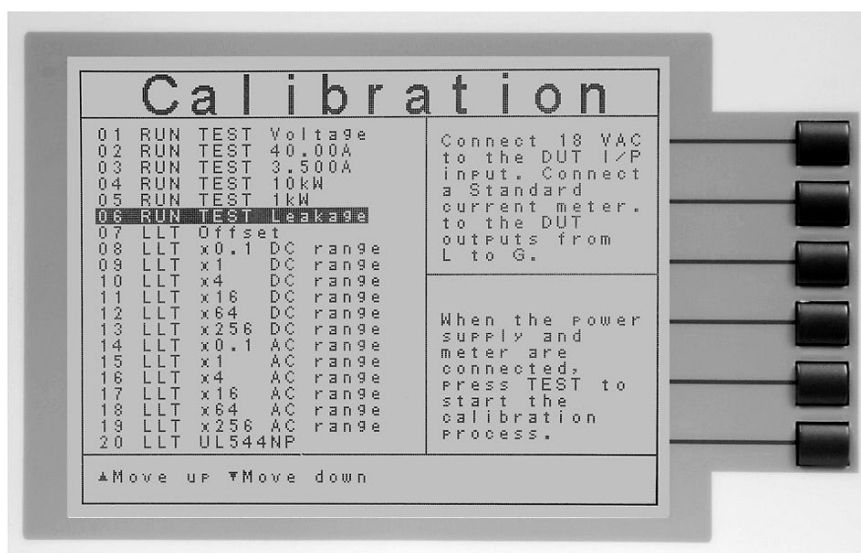 Calibration
01 RUN TEST Voltage
02 RUN TEST 40.00A
03 RUN TEST 3.500A
04 RUN TEST 10kW
05 RUN TEST 1kW
06 RUN TEST Leakage
07 LLT Offset
08 LLT x0.1 DC range
09 LLT x1 DC range
10 LLT x4 DC range
11 LLT x16 DC range
12 LLT x64 DC range
13 LLT x256 DC range
14 LLT x0.1 AC range
15 LLT x1 AC range
16 LLT x4 AC range
17 LLT x16 AC range
18 LLT x64 AC range
19 LLT x256 AC range
20 LLT UL544NP
Connect 18 VAC
to the DUT I/P
input. Connect
a Standard
current meter.
to the DUT
outputs from
L to G.
When the power
supply and
meter are
connected,
press TEST to
start the
calibration
process.
▲Move up ▼Move down